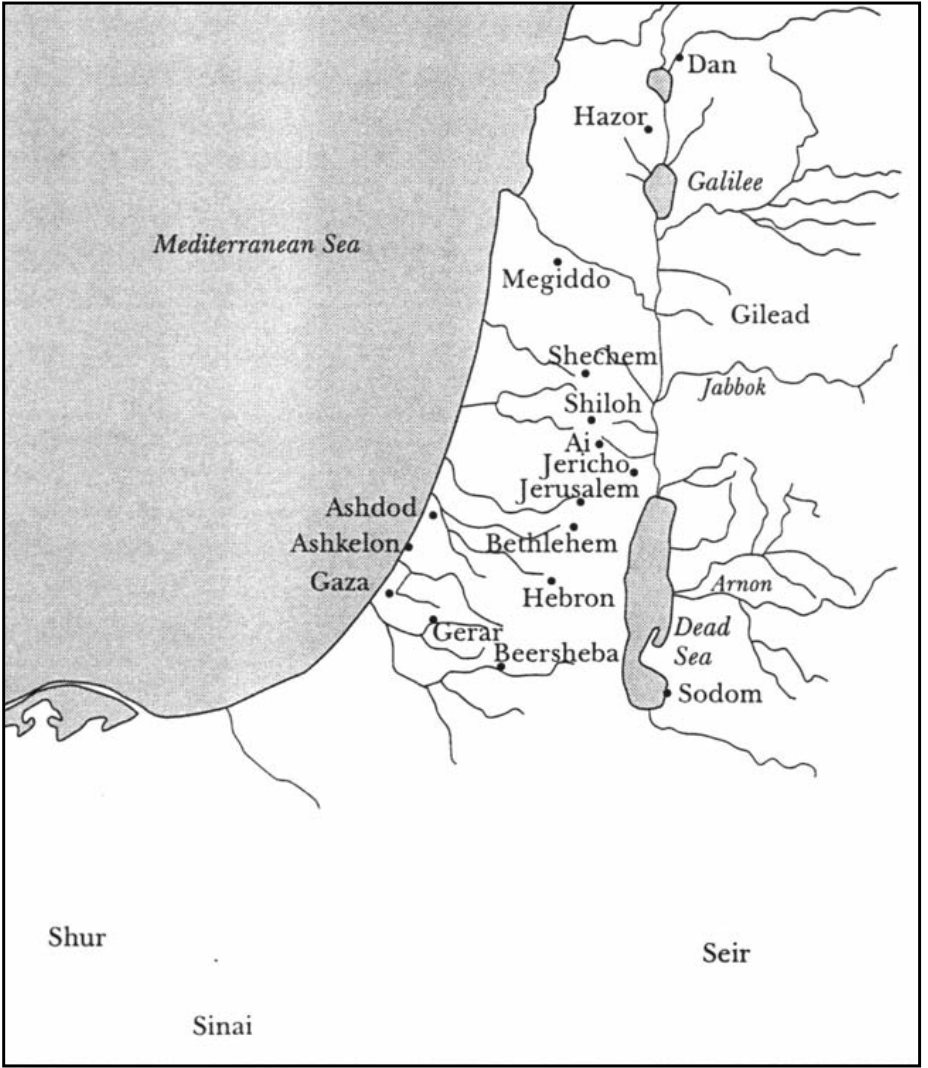 Dan
Hazor
Galilee
Mediterranean Sea
Megiddo
Gilead
Shechem
Jabbok
Shiloh
Ai
Jericho
Jerusalem
Ashdod
Ashkelon
Bethlehem
Gaza
Arnon
Hebron
Gerar
Dead
Sea
Beersheba
Sodom
Shur
Seir
Sinai